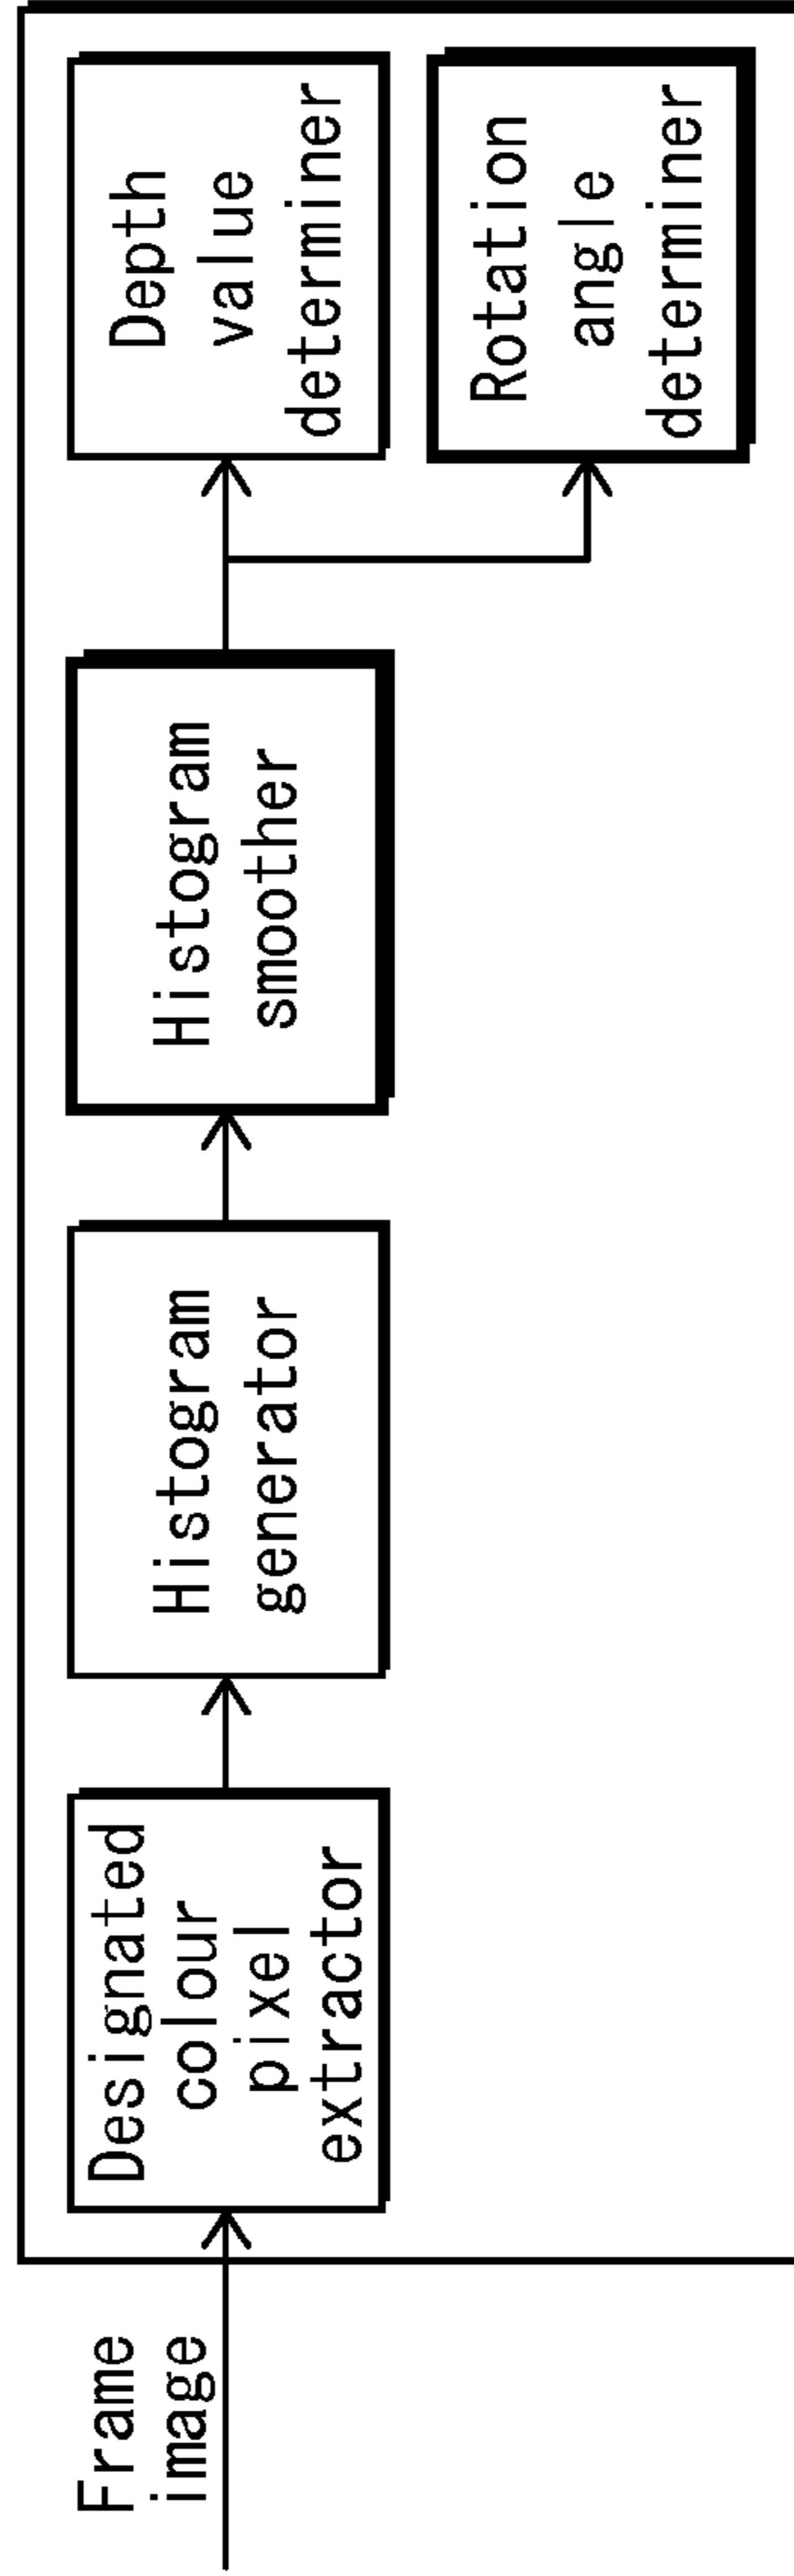 Frame
image
Designated
colour
pixel
extractor
Histogram
generator
Histogram
smoother
Depth
value
determiner
Rotation
angle
determiner